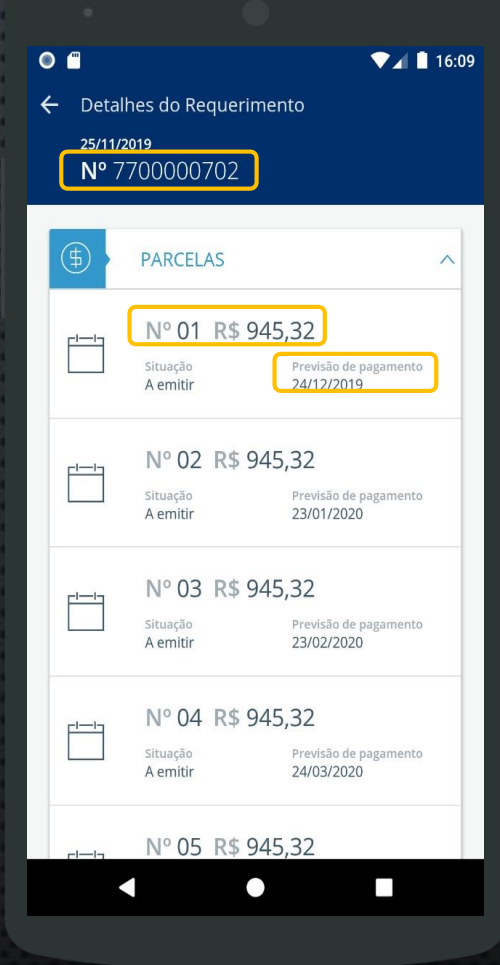 16:09
Detalhes do Requerimento
25/11/2019
Nº 7700000702
PARCELAS
Nº 01 R$ 945,32
Situação Previsão de pagamento
A emitir 24/12/2019
Nº 02 R$ 945,32
Situação Previsão de pagamento
A emitir 23/01/2020
Nº 03 R$ 945,32
Situação Previsão de pagamento
A emitir 23/02/2020
Nº 04 R$ 945,32
Situação Previsão de pagamento
A emitir 24/03/2020
Nº 05 R$ 945,32